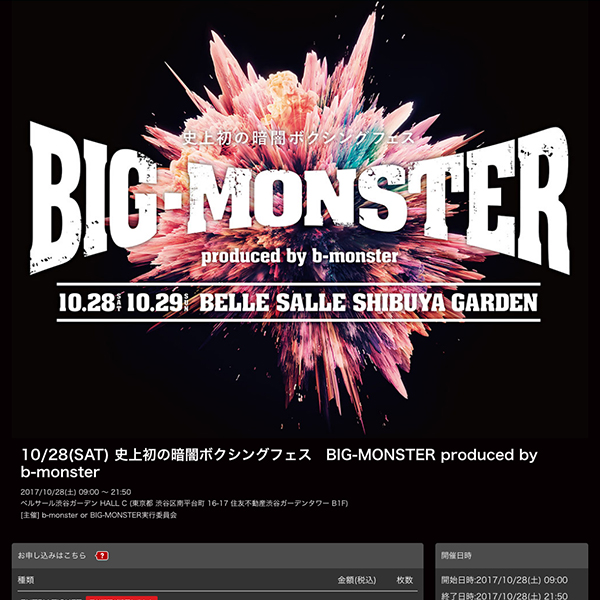 史上初の暗闇ボクシングフェス
BIG-MONSTER
produced by b-monster
10.28 SAT 10.29 SUN BELLE SALLE SHIBUYA GARDEN
10/28(SAT) 史上初の暗闇ボクシングフェス　BIG-MONSTER produced by
b-monster
2017/10/28(土) 09:00 ～ 21:50
ベルサール渋谷ガーデン HALL C (東京都 渋谷区南平台町 16-17 住友不動産渋谷ガーデンタワー B1F)
[主催] b-monster or BIG-MONSTER実行委員会
お申し込みはこちら ?
種類 金額(税込) 枚数
開催日時
開始日時:2017/10/28(土) 09:00
終了日時:2017/10/28(土) 21:50